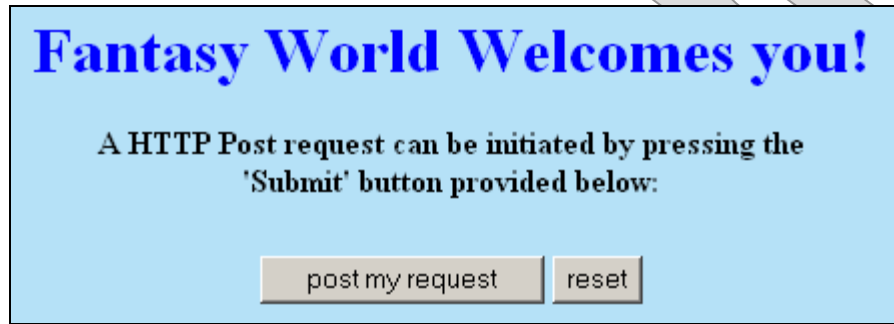 Fantasy World Welcomes you!
A HTTP Post request can be initiated by pressing the
'Submit' button provided below:
post my request reset